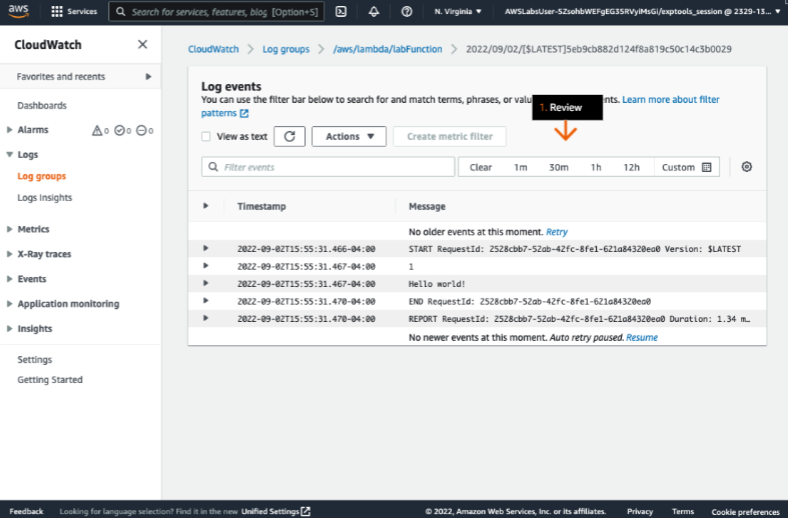 aws
Services
Search for services, features, blog [Option+S]
N. Virginia
AWSLabsUser-5ZsohbWEFgEG35RVyiMsGi/exptools_session @ 2329-13...
CloudWatch
Favorites and recents
Dashboards
Alarms
0 0 0
Logs
Log groups
Logs Insights
Metrics
X-Ray traces
Events
Application monitoring
Insights
Settings
Getting Started
CloudWatch > Log groups > /aws/lambda/labFunction > 2022/09/02/[$LATEST]5eb9cb882d124f8a819c50c14c3b0029
Log events
You can use the filter bar below to search for and match terms, phrases, or valu ents. Learn more about filter
patterns
1. Review
View as text
Actions
Create metric filter
Filter events
Clear 1m 30m 1h 12h Custom
Timestamp Message
No older events at this moment. Retry
2022-09-02T15:55:31.466-04:00 START RequestId: 2528cbb7-52ab-42fc-8fe1-621a84320ea0 Version: $LATEST
2022-09-02T15:55:31.467-04:00 1
2022-09-02T15:55:31.467-04:00 Hello world!
2022-09-02T15:55:31.470-04:00 END RequestId: 2528cbb7-52ab-42fc-8fe1-621a84320ea0
2022-09-02T15:55:31.470-04:00 REPORT RequestId: 2528cbb7-52ab-42fc-8fe1-621a84320ea0 Duration: 1.34 m...
No newer events at this moment. Auto retry paused. Resume
Feedback Looking for language selection? Find it in the new Unified Settings © 2022, Amazon Web Services, Inc. or its affiliates. Privacy Terms Cookie preferences